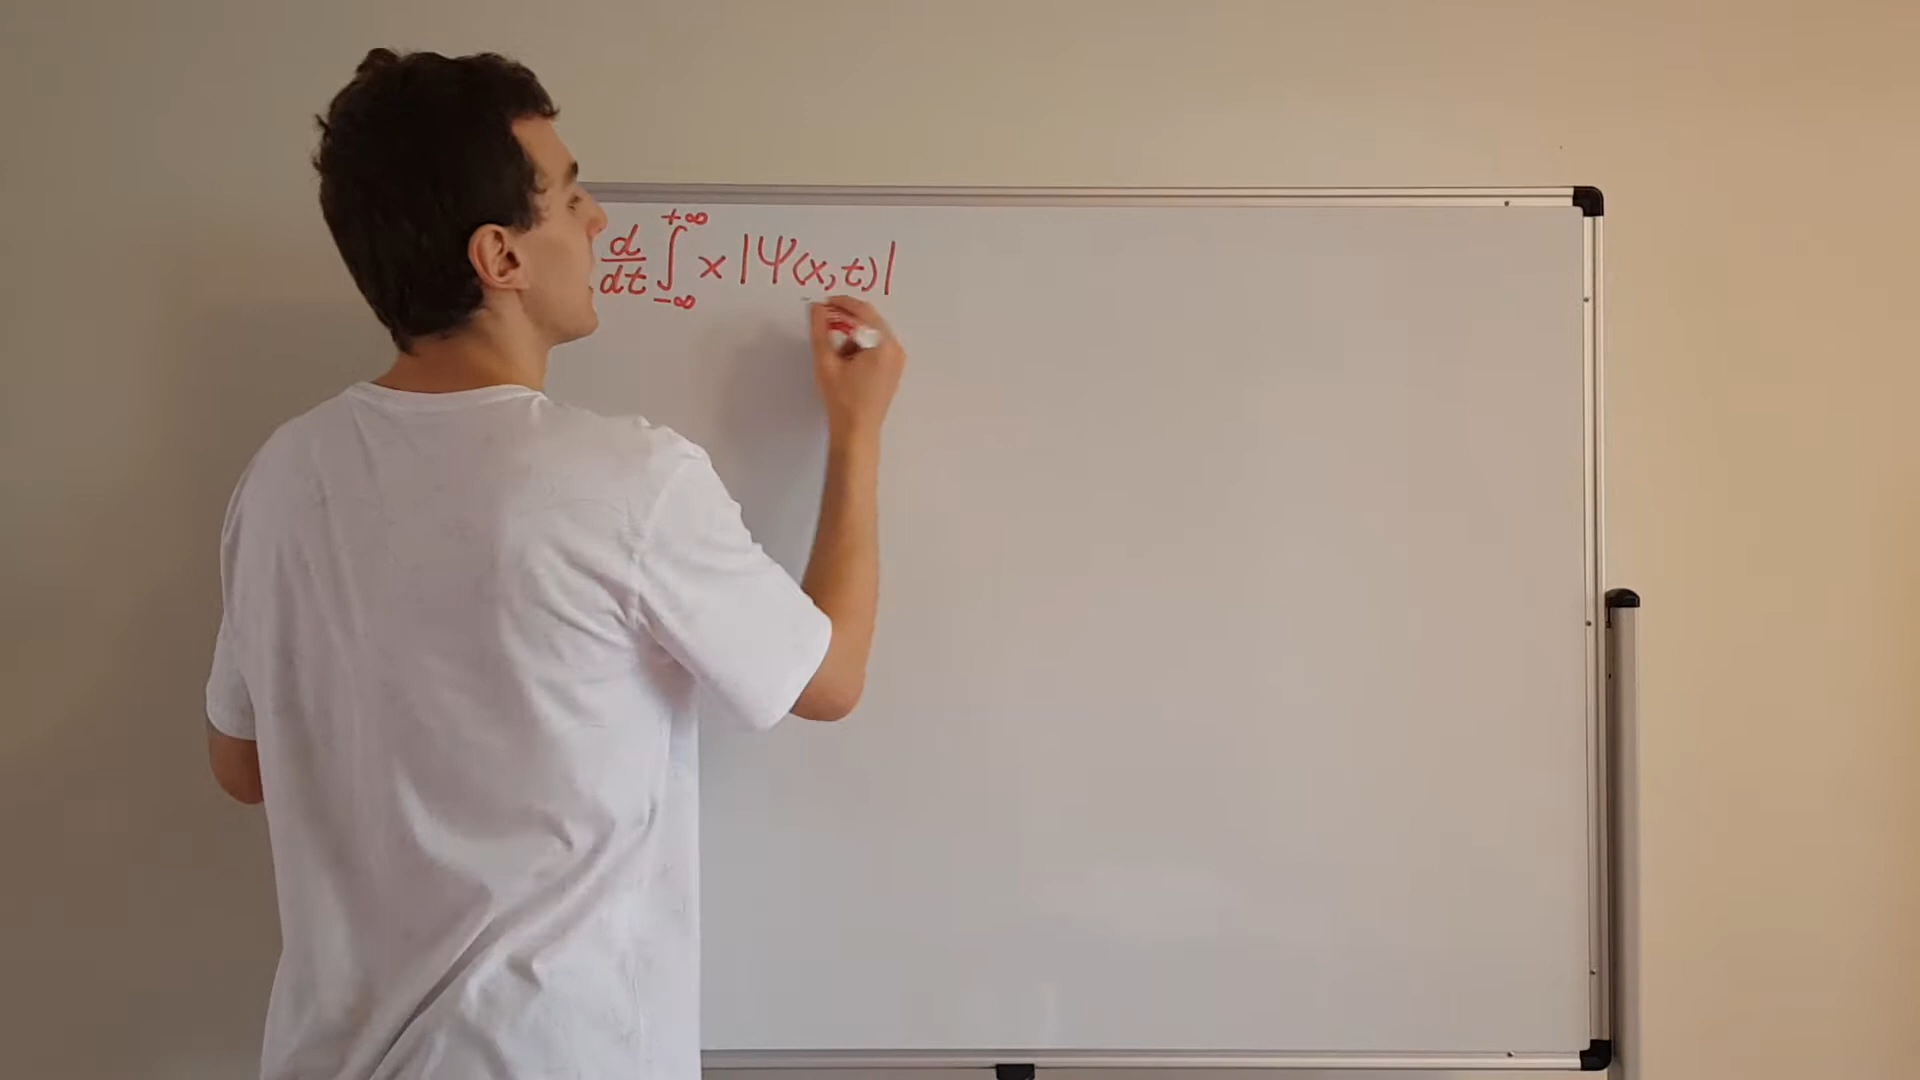 d/dt ∫_{-∞}^{+∞} x |Ψ(x,t)|